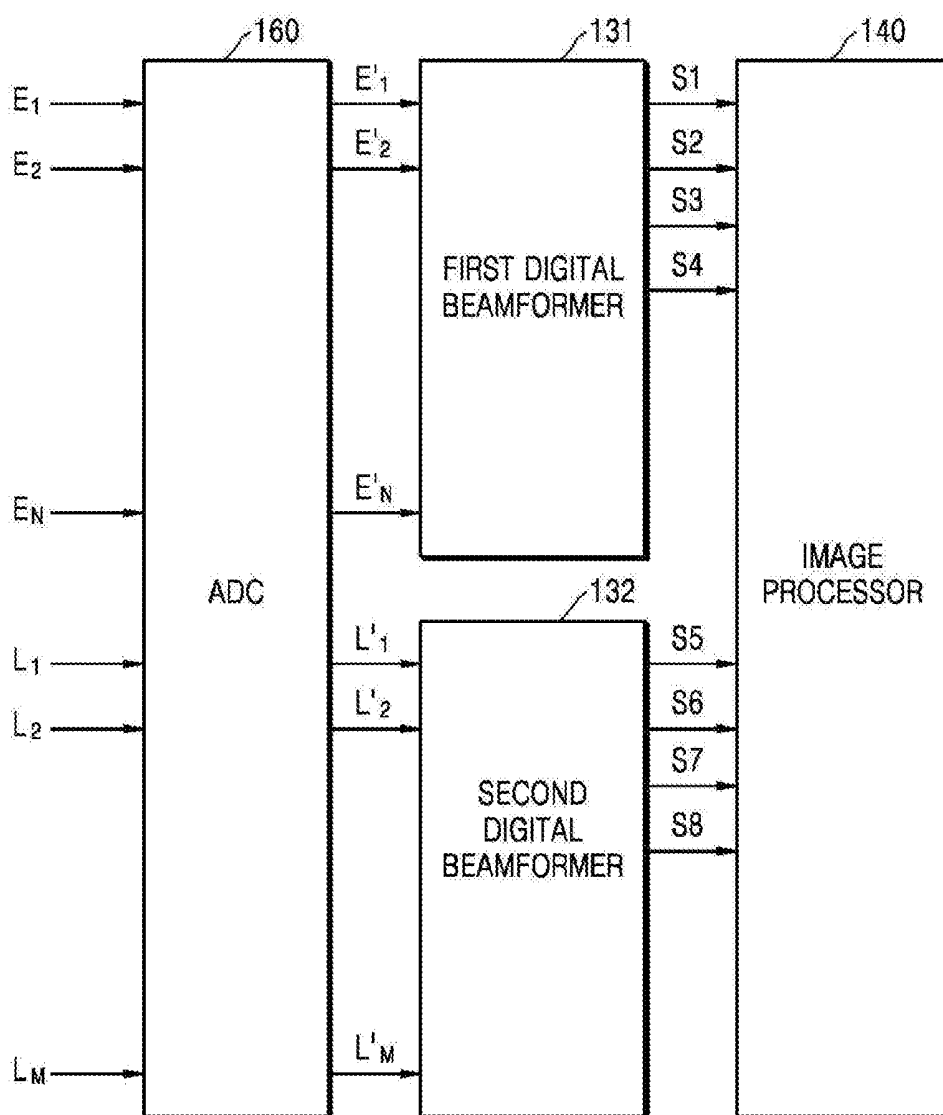 160 131 140
E1 E'1 S1
E2 E'2 S2
S3
S4
FIRST DIGITAL
BEAMFORMER
EN E'N
ADC
IMAGE
PROCESSOR
132
L1 L'1 S5
L2 L'2 S6
S7
S8
SECOND
DIGITAL
BEAMFORMER
LM L'M